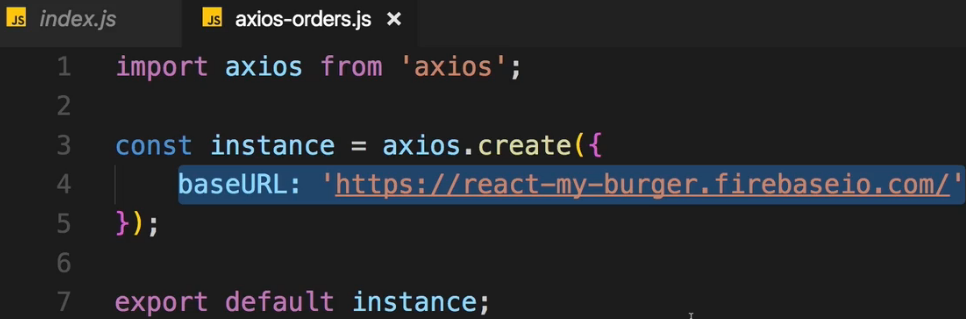 JS index.js JS axios-orders.js ×
1 import axios from 'axios';
2
3 const instance = axios.create({
4 baseURL: 'https://react-my-burger.firebaseio.com/'
5 });
6
7 export default instance;